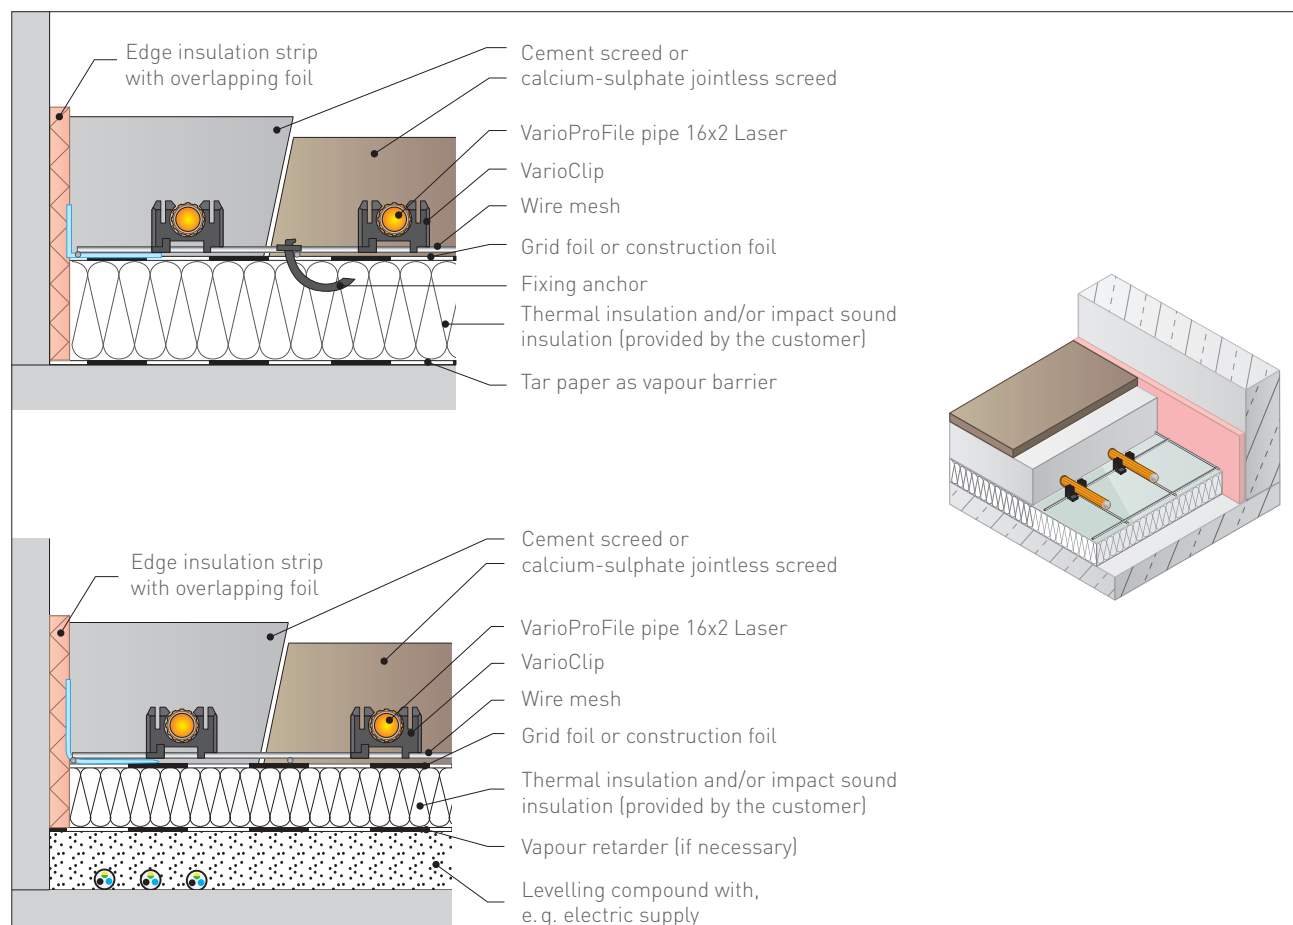 Edge insulation strip
with overlapping foil
Cement screed or
calcium-sulphate jointless screed
VarioProFile pipe 16x2 Laser
VarioClip
Wire mesh
Grid foil or construction foil
Fixing anchor
Thermal insulation and/or impact sound
insulation (provided by the customer)
Tar paper as vapour barrier
Edge insulation strip
with overlapping foil
Cement screed or
calcium-sulphate jointless screed
VarioProFile pipe 16x2 Laser
VarioClip
Wire mesh
Grid foil or construction foil
Thermal insulation and/or impact sound
insulation (provided by the customer)
Vapour retarder (if necessary)
Levelling compound with,
e. g. electric supply